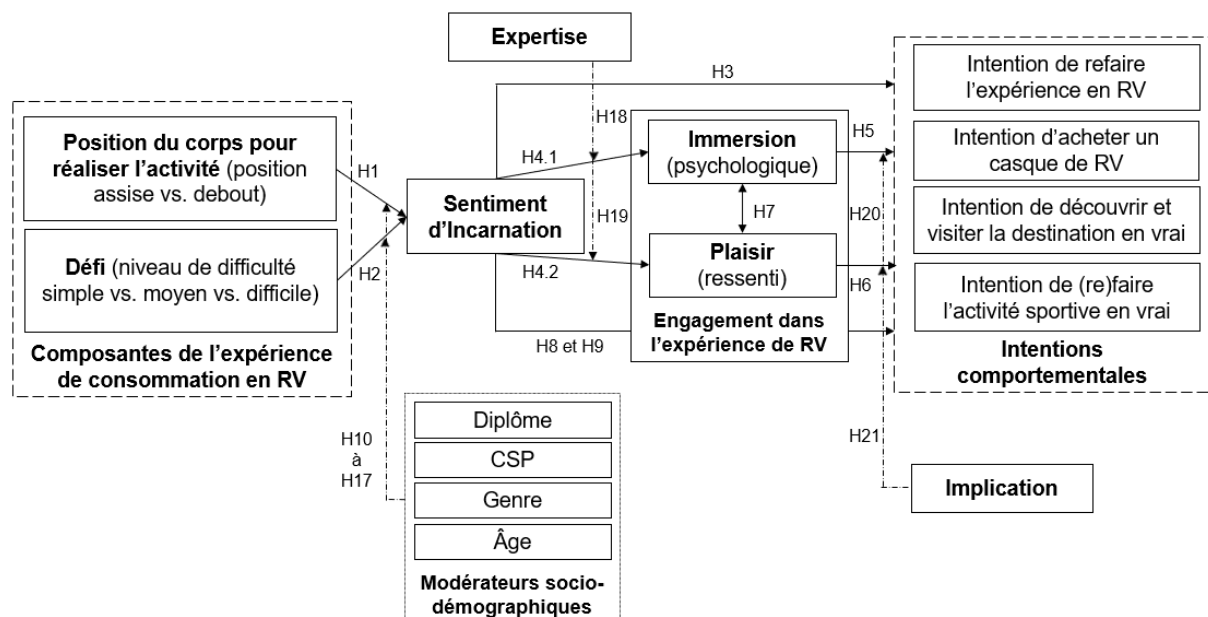 Expertise
H3
H18
Position du corps pour
réaliser l'activité (position
assise vs. debout)
H1
Défi (niveau de difficulté
simple vs. moyen vs. difficile)
H2
Composantes de l'expérience
de consommation en RV
Sentiment
d'Incarnation
H4.1
H19
H4.2
H8 et H9
Immersion
(psychologique)
H7
Plaisir
(ressenti)
Engagement dans
l'expérience de RV
H5
H20
H6
Intention de refaire
l'expérience en RV
Intention d'acheter un
casque de RV
Intention de découvrir et
visiter la destination en vrai
Intention de (re)faire
l'activité sportive en vrai
Intentions
comportementales
H10
à
H17
Diplôme
CSP
Genre
Âge
Modérateurs socio-
démographiques
H21
Implication